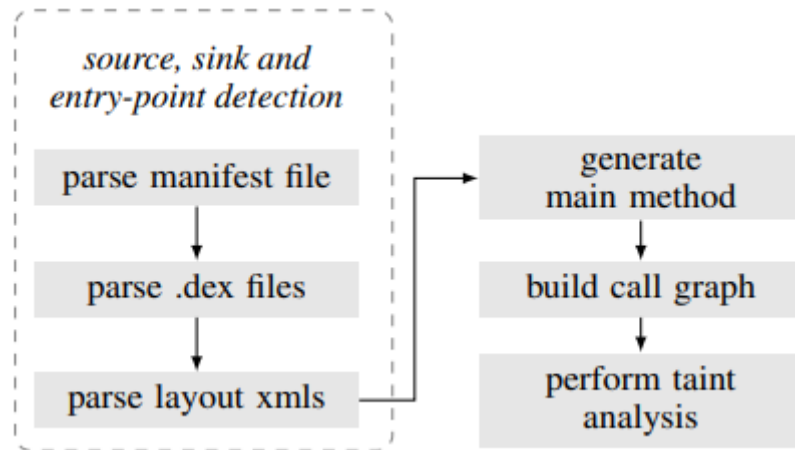 source, sink and
entry-point detection
parse manifest file
parse .dex files
parse layout xmls
generate
main method
build call graph
perform taint
analysis